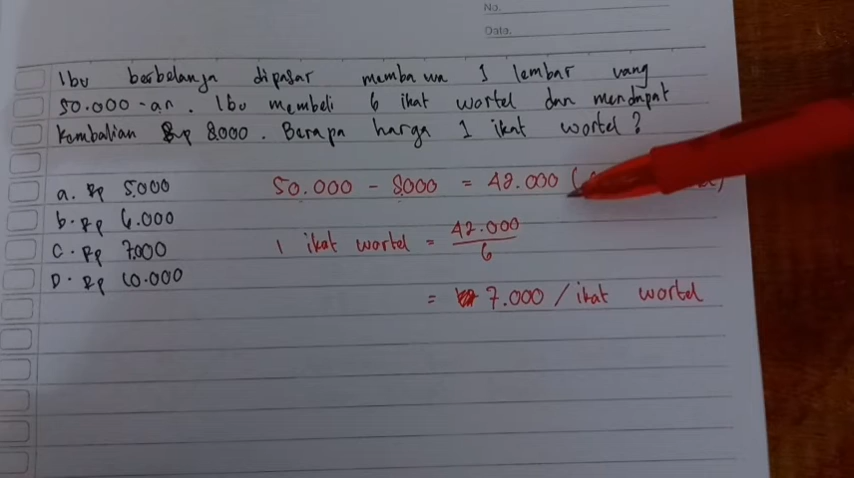 No.
Date.
Ibu berbelanja dipasar membawa 1 lembar uang
50.000-an. Ibu membeli 6 ikat wortel dan mendapat
kembalian Rp 8.000. Berapa harga 1 ikat wortel?
a. Rp 5.000
b. Rp 6.000
c. Rp 7.000
D. Rp 10.000
50.000 - 8000 = 42.000 (
1 ikat wortel = 42.000
6
= 7.000 / ikat wortel